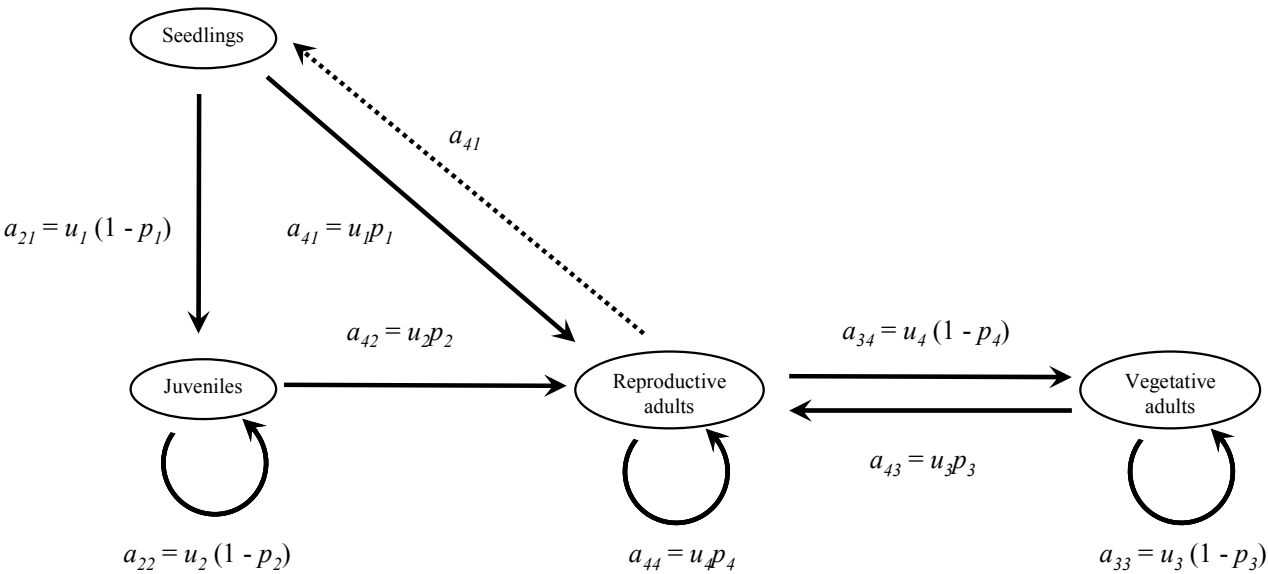 Seedlings
a41
a21 = u1 (1 - p1)
a41 = u1p1
a42 = u2p2
a34 = u4 (1 - p4)
Juveniles
Reproductive
adults
Vegetative
adults
a43 = u3p3
a22 = u2 (1 - p2)
a44 = u4p4
a33 = u3 (1 - p3)